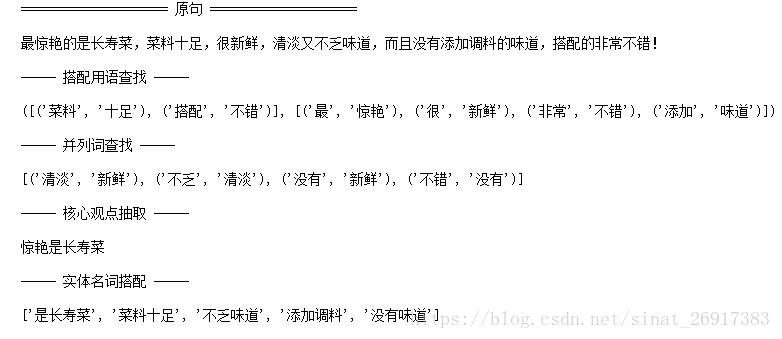 ══════════════════ 原句 ══════════════════
最惊艳的是长寿菜，菜料十足，很新鲜，清淡又不乏味道，而且没有添加调料的味道，搭配的非常不错！
————— 搭配用语查找 —————
([('菜料', '十足'), ('搭配', '不错')], [('最', '惊艳'), ('很', '新鲜'), ('非常', '不错'), ('添加', '味道')])
————— 并列词查找 —————
[('清淡', '新鲜'), ('不乏', '清淡'), ('没有', '新鲜'), ('不错', '没有')]
————— 核心观点抽取 —————
惊艳是长寿菜
————— 实体名词搭配 —————
['是长寿菜', '菜料十足', '不乏味道', '添加调料', '没有味道']
https://blog.csdn.net/sinat_26917383